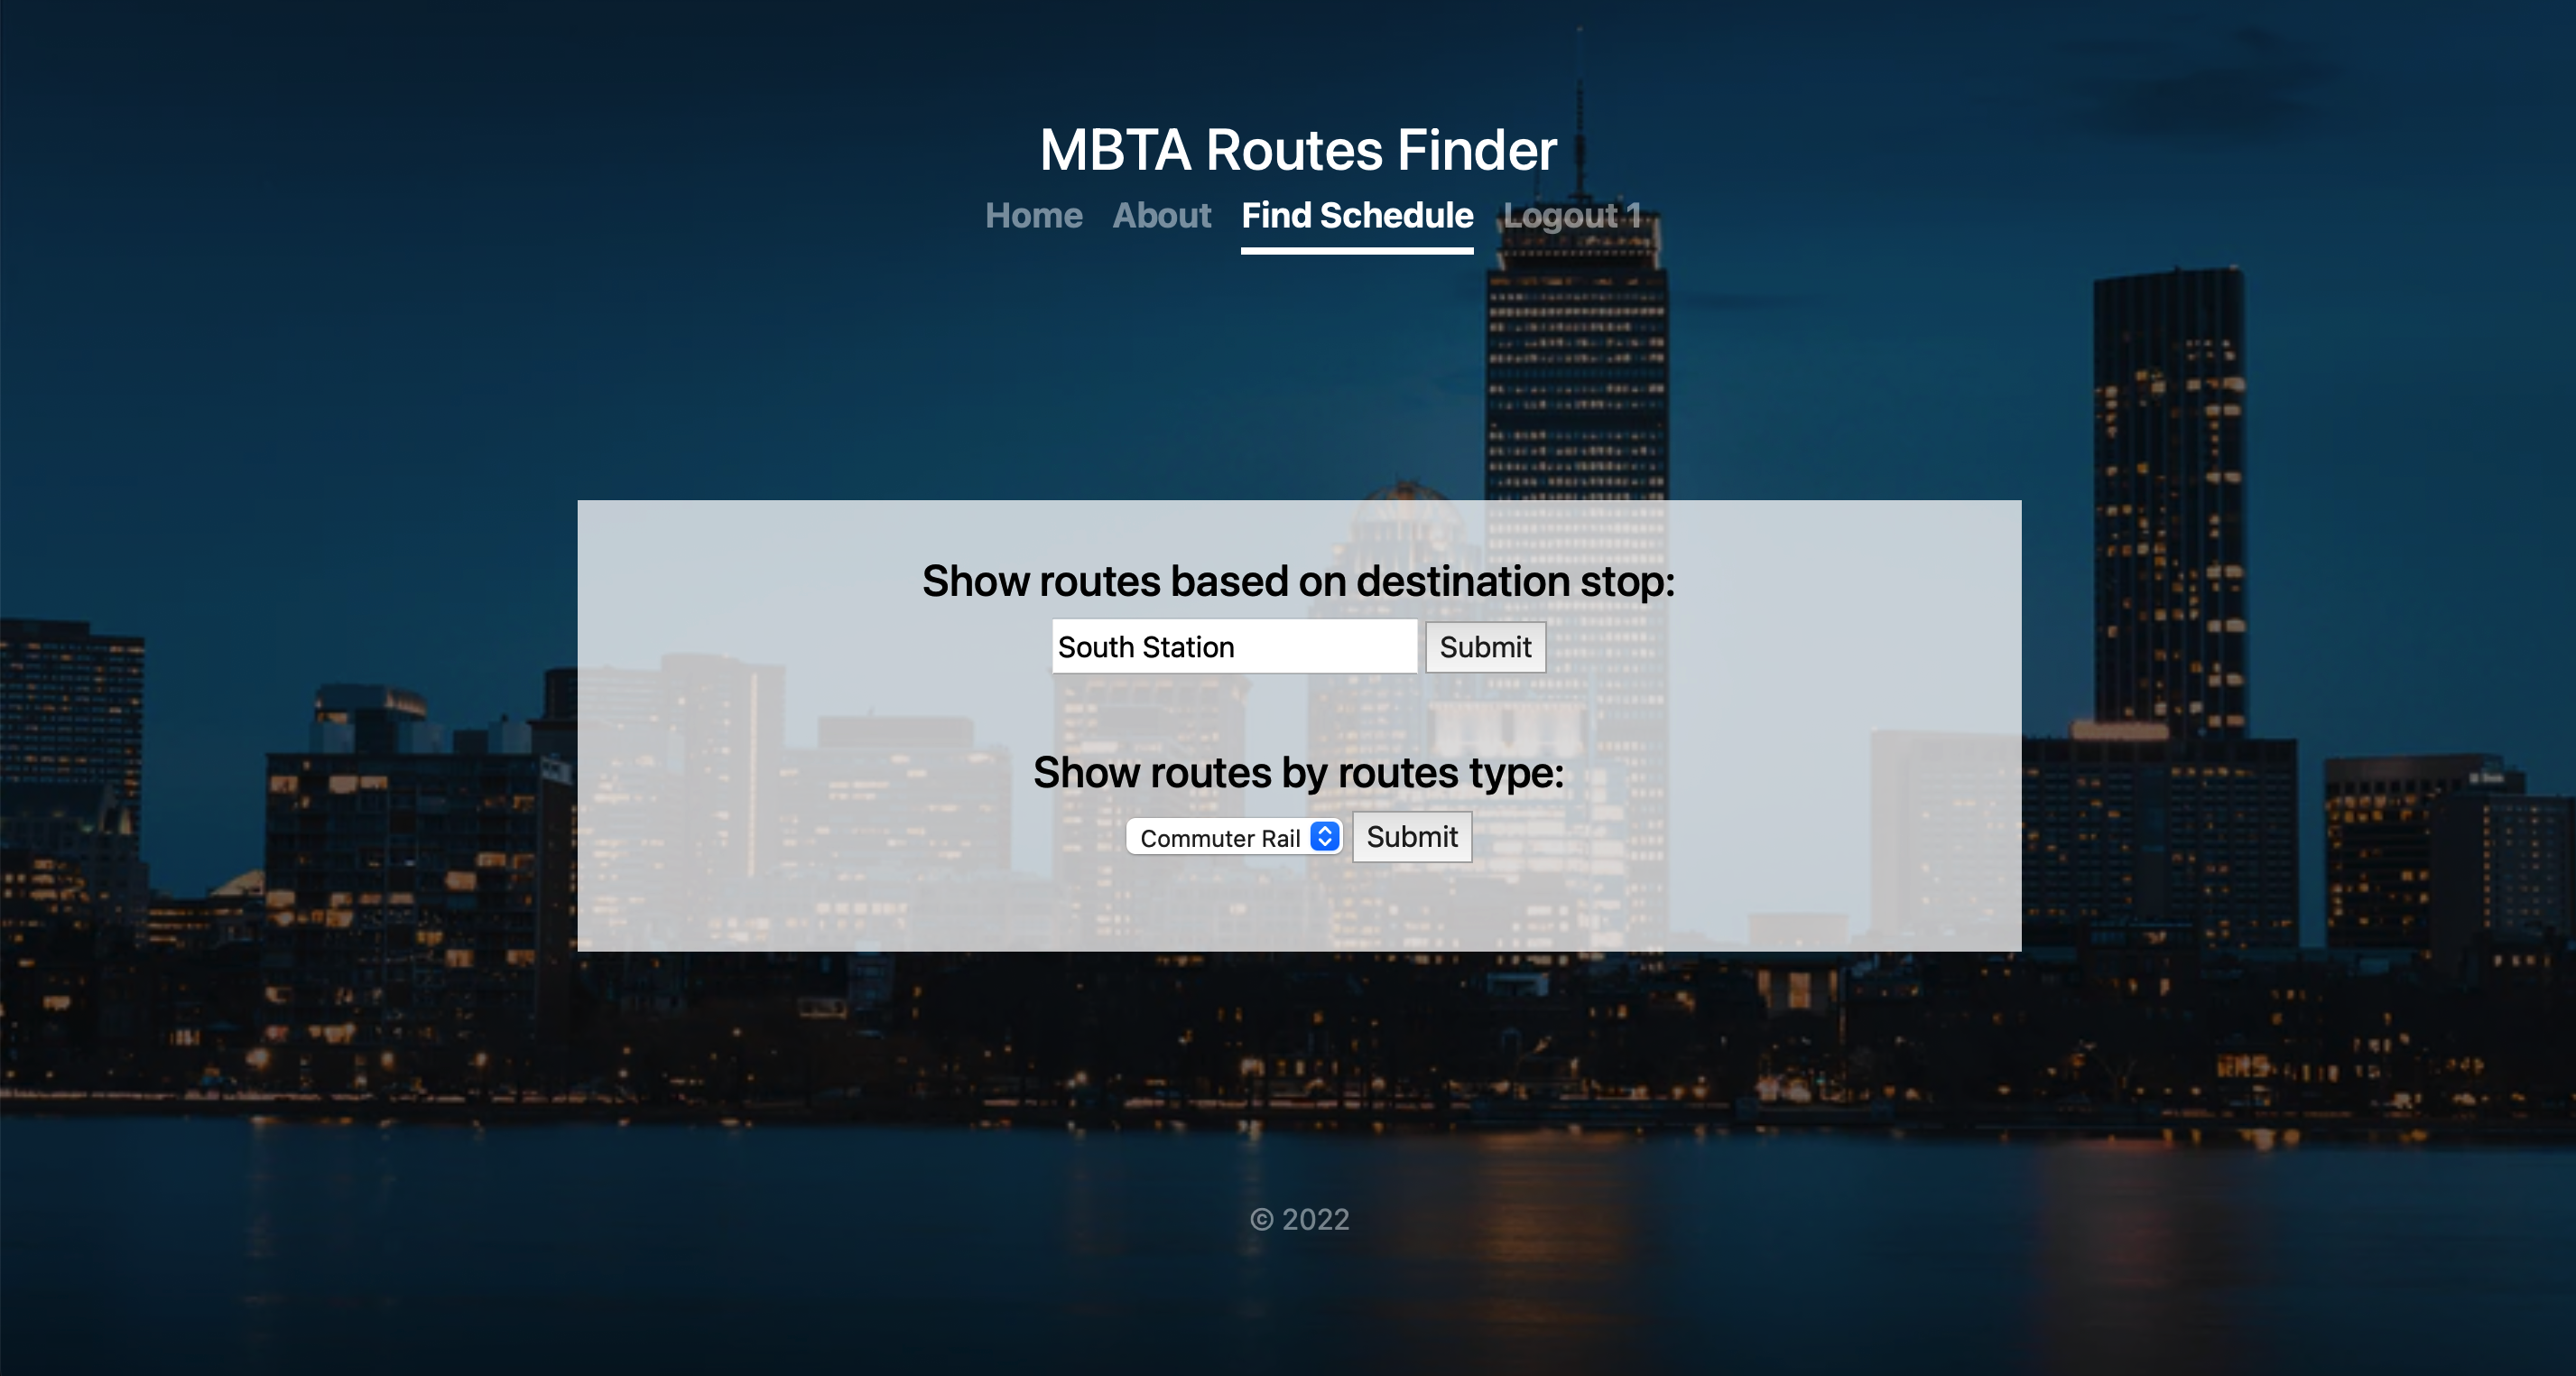 MBTA Routes Finder
Home About Find Schedule Logout 1
Show routes based on destination stop:
South Station Submit
Show routes by routes type:
Commuter Rail Submit
© 2022